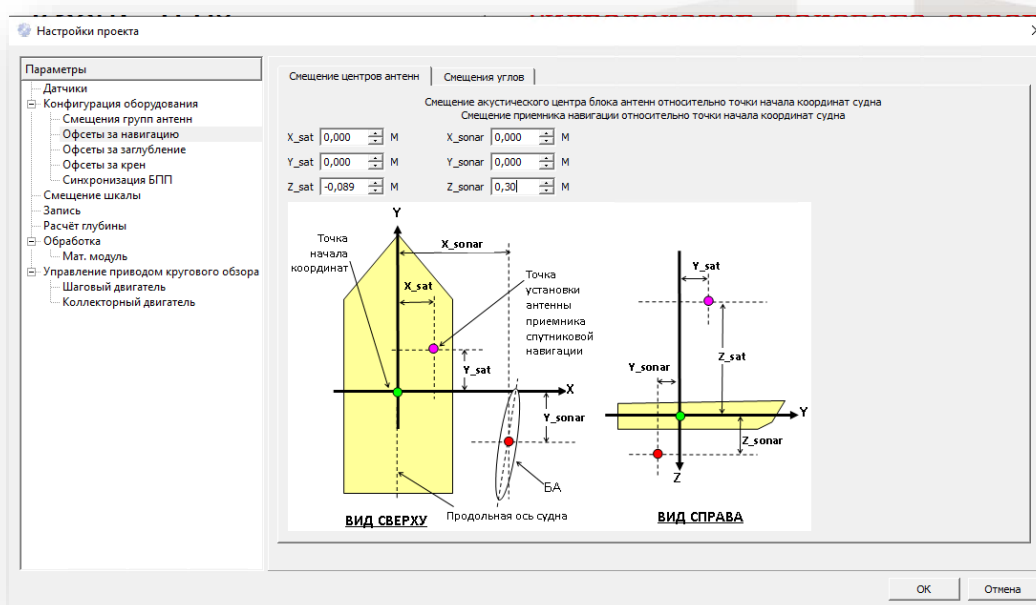 Настройки проекта
Параметры
Датчики
Конфигурация оборудования
Смещения групп антенн
Офсеты за навигацию
Офсеты за заглубление
Офсеты за крен
Синхронизация БПП
Смещение шкалы
Запись
Расчёт глубины
Обработка
Мат. модуль
Управление приводом кругового обзора
Шаговый двигатель
Коллекторный двигатель
Смещение центров антенн
Смещения углов
Смещение акустического центра блока антенн относительно точки начала координат судна
Смещение приемника навигации относительно точки начала координат судна
X_sat 0,000 М X_sonar 0,000 М
Y_sat 0,000 М Y_sonar 0,000 М
Z_sat -0,089 М Z_sonar 0,30 М
Y
Точка
начала
координат
X_sonar
X_sat
Точка
установки
антенны
приемника
спутниковой
навигации
Y_sat
X
Y_sonar
БА
Продольная ось судна
ВИД СВЕРХУ
Y_sat
Z_sat
Y_sonar
Y
Z_sonar
Z
ВИД СПРАВА
ОК
Отмена